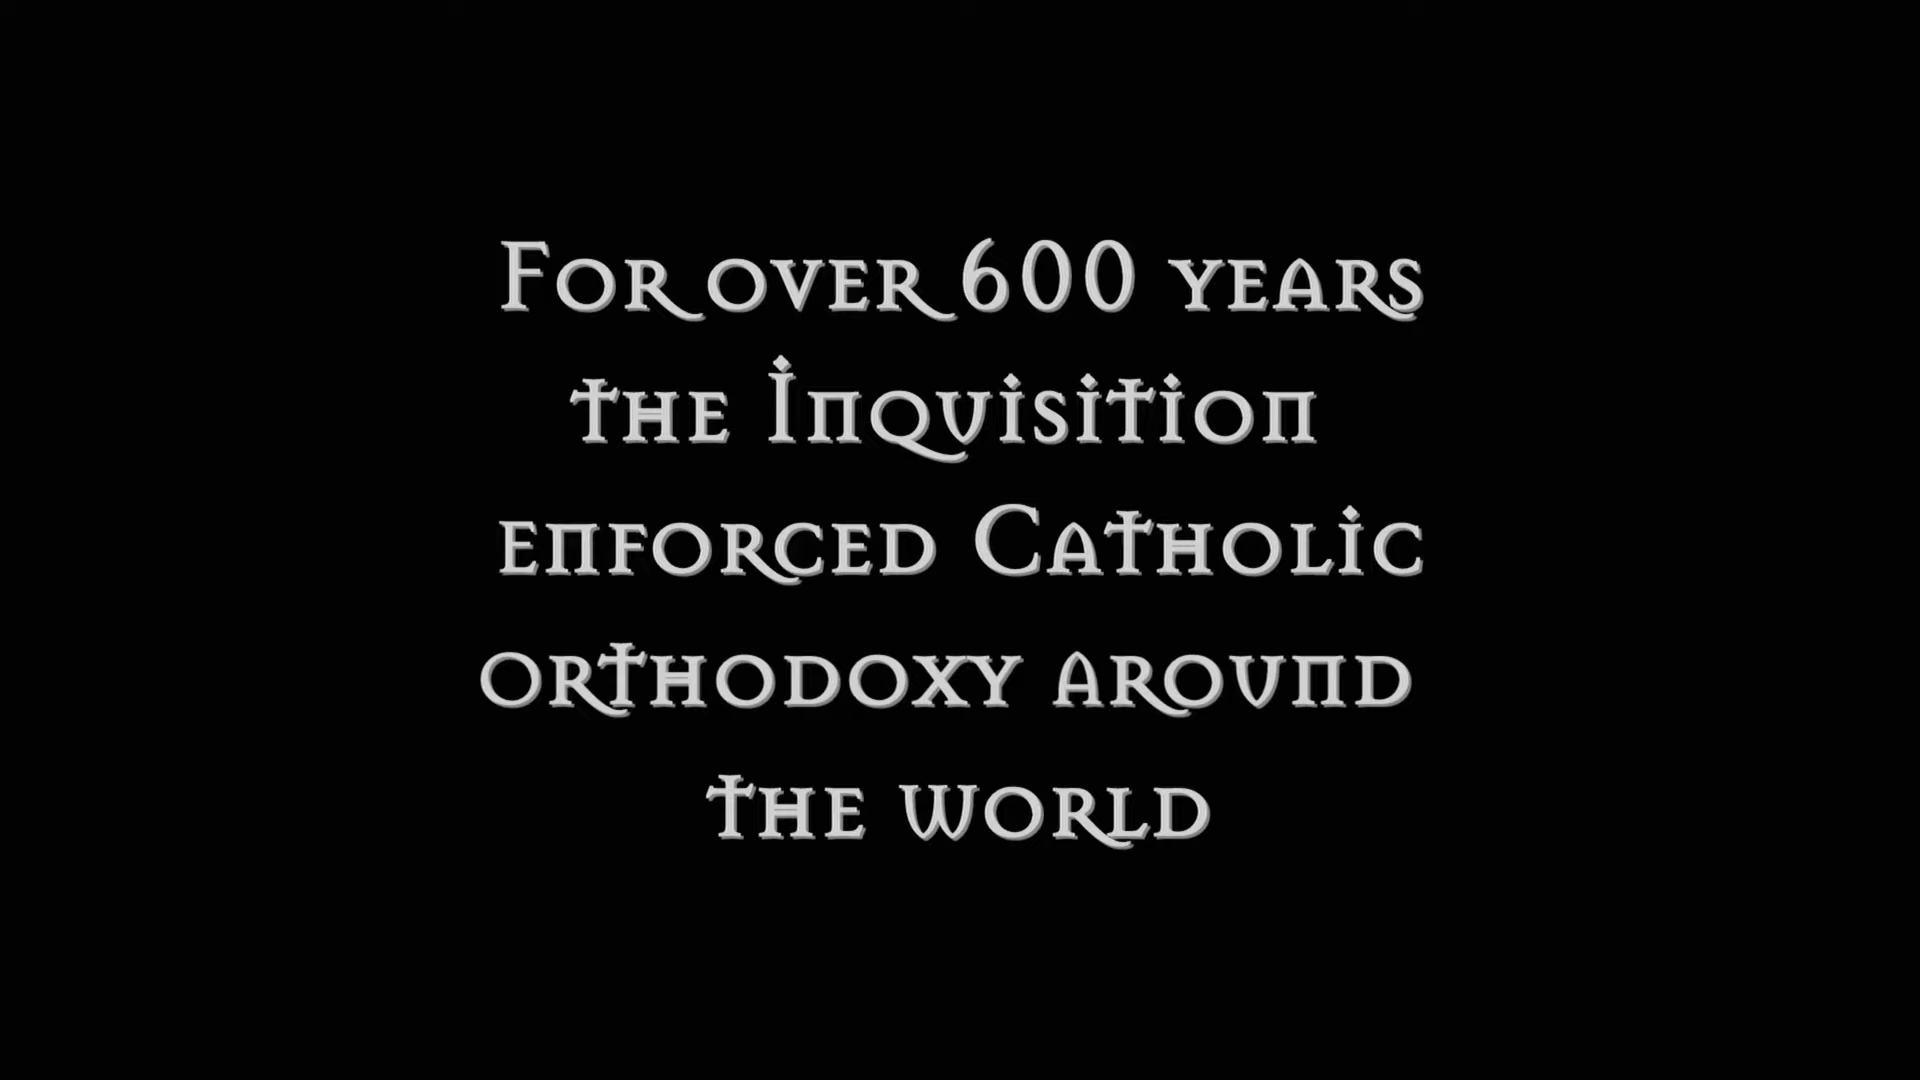 For over 600 years
the Inquisition
enforced Catholic
orthodoxy around
the world